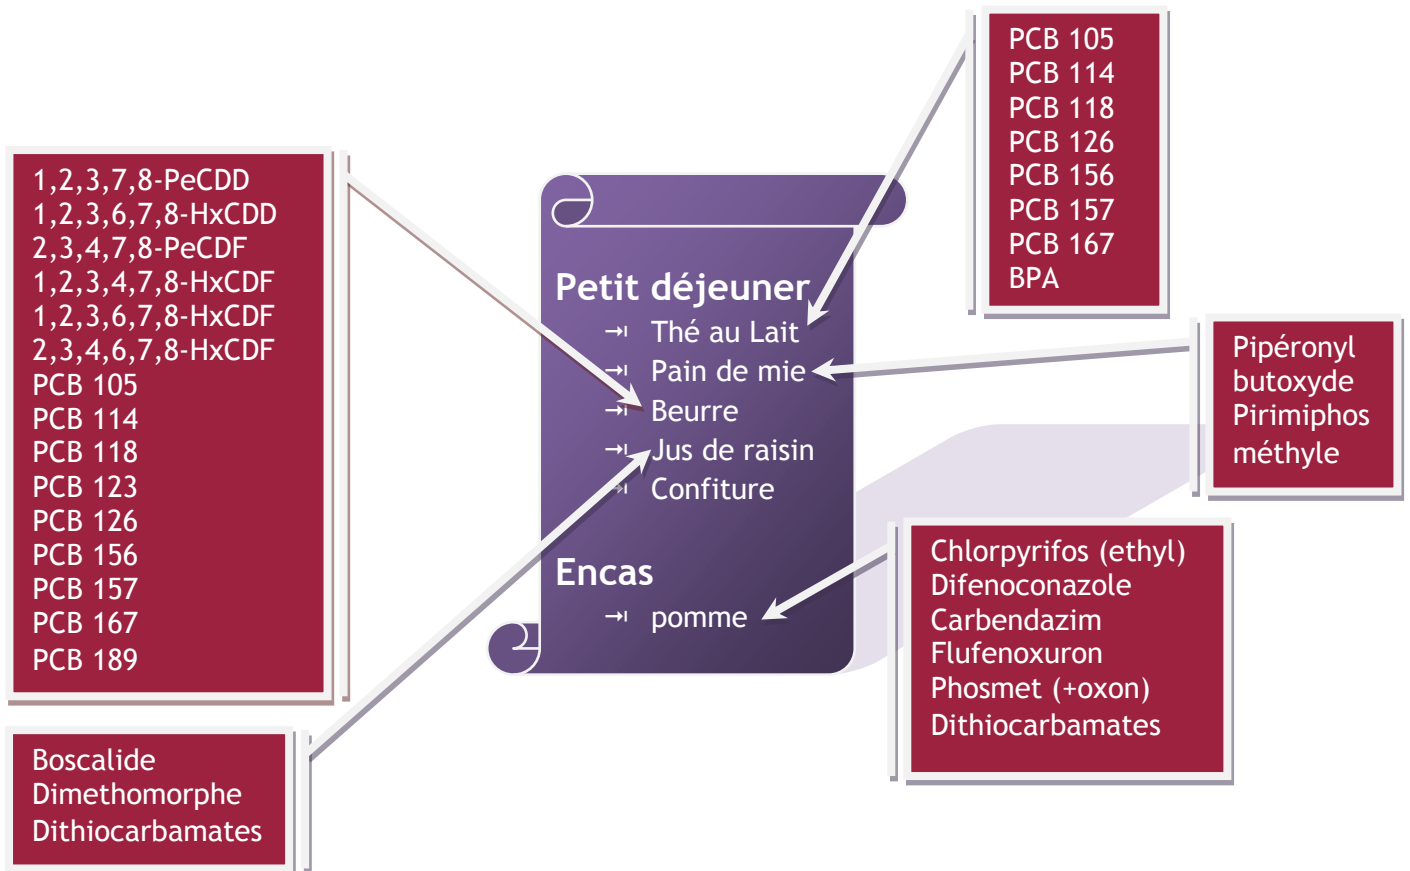 PCB 105
PCB 114
PCB 118
PCB 126
PCB 156
PCB 157
PCB 167
BPA
1,2,3,7,8-PeCDD
1,2,3,6,7,8-HxCDD
2,3,4,7,8-PeCDF
1,2,3,4,7,8-HxCDF
1,2,3,6,7,8-HxCDF
2,3,4,6,7,8-HxCDF
PCB 105
PCB 114
PCB 118
PCB 123
PCB 126
PCB 156
PCB 157
PCB 167
PCB 189
Petit déjeuner
Thé au Lait
Pain de mie
Beurre
Jus de raisin
Confiture
Encas
pomme
Pipéronyl
butoxyde
Pirimiphos
méthyle
Chlorpyrifos (ethyl)
Difenoconazole
Carbendazim
Flufenoxuron
Phosmet (+oxon)
Dithiocarbamates
Boscalide
Dimethomorphe
Dithiocarbamates